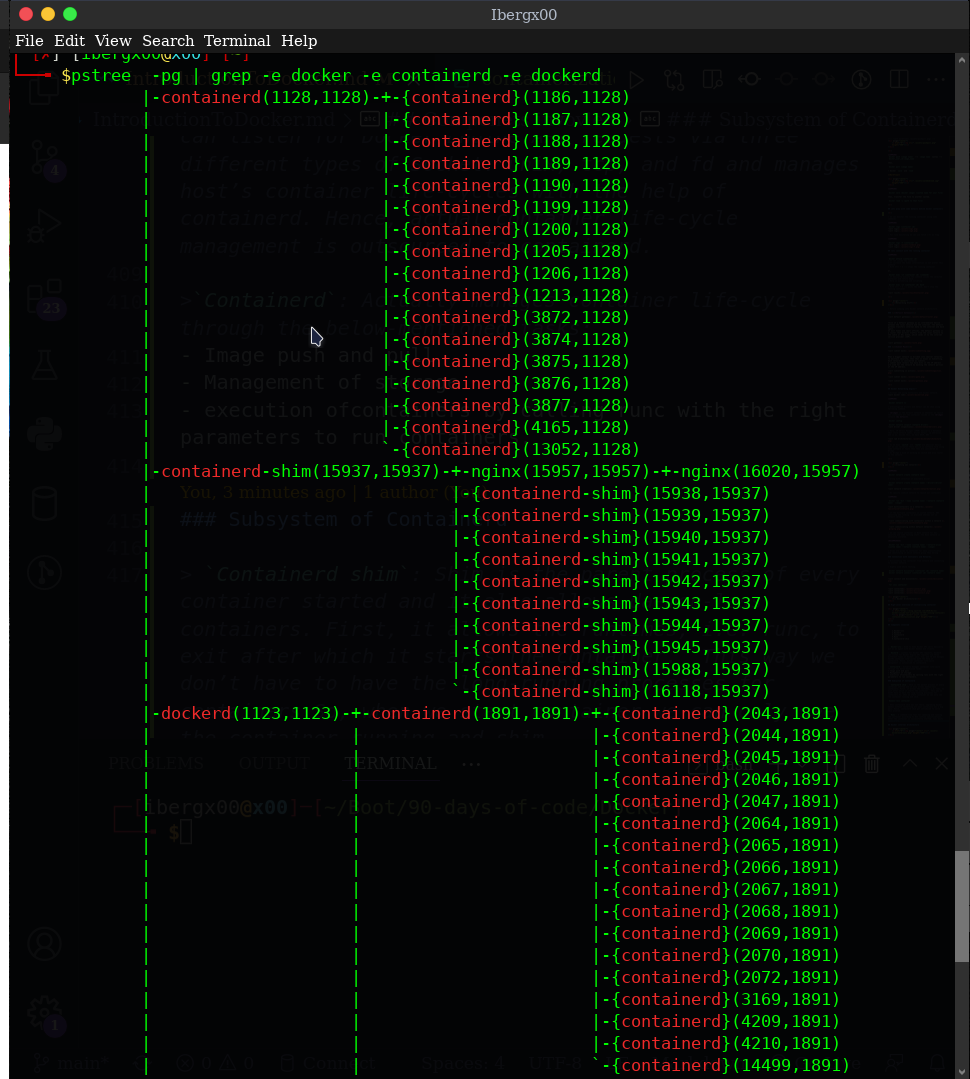 Ibergx00
File Edit View Search Terminal Help
[✗] [ibergx00@x00] [~]
$pstree  -pg | grep -e docker -e containerd -e dockerd
|-containerd(1128,1128)-+-{containerd}(1186,1128)
|                       |-{containerd}(1187,1128)
|                       |-{containerd}(1188,1128)
|                       |-{containerd}(1189,1128)
|                       |-{containerd}(1190,1128)
|                       |-{containerd}(1199,1128)
|                       |-{containerd}(1200,1128)
|                       |-{containerd}(1205,1128)
|                       |-{containerd}(1206,1128)
|                       |-{containerd}(1213,1128)
|                       |-{containerd}(3872,1128)
|                       |-{containerd}(3874,1128)
|                       |-{containerd}(3875,1128)
|                       |-{containerd}(3876,1128)
|                       |-{containerd}(3877,1128)
|                       |-{containerd}(4165,1128)
|                       `-{containerd}(13052,1128)
|-containerd-shim(15937,15937)-+-nginx(15957,15957)-+-nginx(16020,15957)
|                              |-{containerd-shim}(15938,15937)
|                              |-{containerd-shim}(15939,15937)
|                              |-{containerd-shim}(15940,15937)
|                              |-{containerd-shim}(15941,15937)
|                              |-{containerd-shim}(15942,15937)
|                              |-{containerd-shim}(15943,15937)
|                              |-{containerd-shim}(15944,15937)
|                              |-{containerd-shim}(15945,15937)
|                              |-{containerd-shim}(15988,15937)
|                              `-{containerd-shim}(16118,15937)
|-dockerd(1123,1123)-+-containerd(1891,1891)-+-{containerd}(2043,1891)
|                    |                       |-{containerd}(2044,1891)
|                    |                       |-{containerd}(2045,1891)
|                    |                       |-{containerd}(2046,1891)
|                    |                       |-{containerd}(2047,1891)
|                    |                       |-{containerd}(2064,1891)
|                    |                       |-{containerd}(2065,1891)
|                    |                       |-{containerd}(2066,1891)
|                    |                       |-{containerd}(2067,1891)
|                    |                       |-{containerd}(2068,1891)
|                    |                       |-{containerd}(2069,1891)
|                    |                       |-{containerd}(2070,1891)
|                    |                       |-{containerd}(2072,1891)
|                    |                       |-{containerd}(3169,1891)
|                    |                       |-{containerd}(4209,1891)
|                    |                       |-{containerd}(4210,1891)
|                    |                       `-{containerd}(14499,1891)